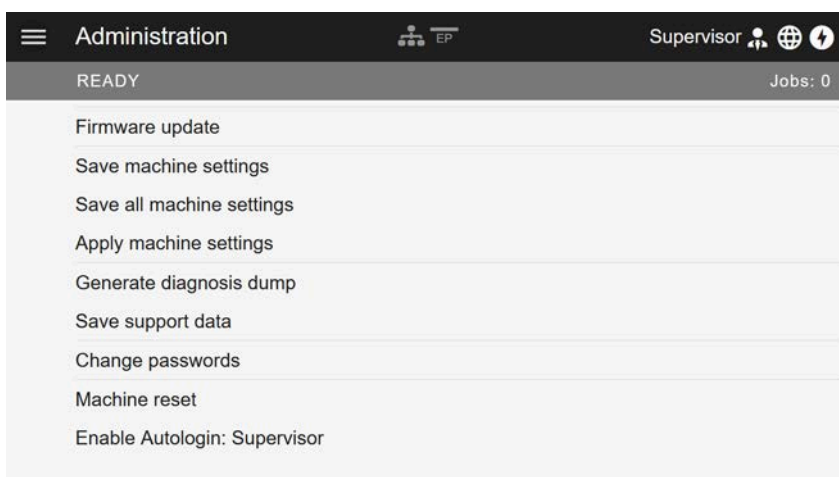 Administration EP Supervisor
READY Jobs: 0
Firmware update
Save machine settings
Save all machine settings
Apply machine settings
Generate diagnosis dump
Save support data
Change passwords
Machine reset
Enable Autologin: Supervisor